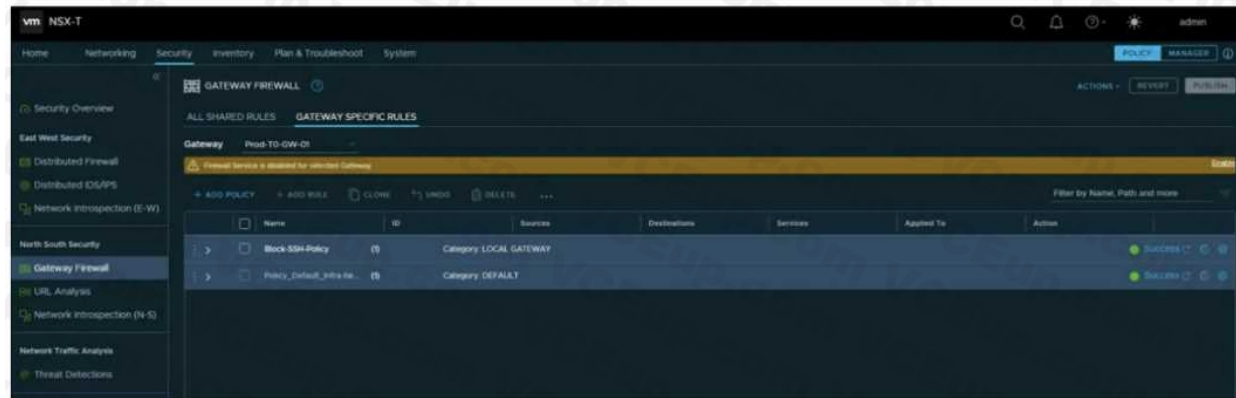 vm NSX-T admin
Home Networking Security Inventory Plan & Troubleshoot System POLICY MANAGER
GATEWAY FIREWALL ACTIONS REVERT PUBLISH
Security Overview
ALL SHARED RULES GATEWAY SPECIFIC RULES
East West Security
Gateway Prod-T0-GW-01
Distributed Firewall
Firewall Service is disabled for selected Gateway
Distributed IDS/IPS
+ ADD POLICY + ADD RULE CLONE UNDO DELETE ... Filter by Name, Path and more
Network Introspection (E-W)
Name ID Sources Destinations Services Applied To Action
North South Security
Block-SSH-Policy (1) Category: LOCAL GATEWAY Success
Gateway Firewall
(1) Category: DEFAULT Success
URL Analysis
Network Introspection (N-S)
Network Traffic Analysis
Threat Detections